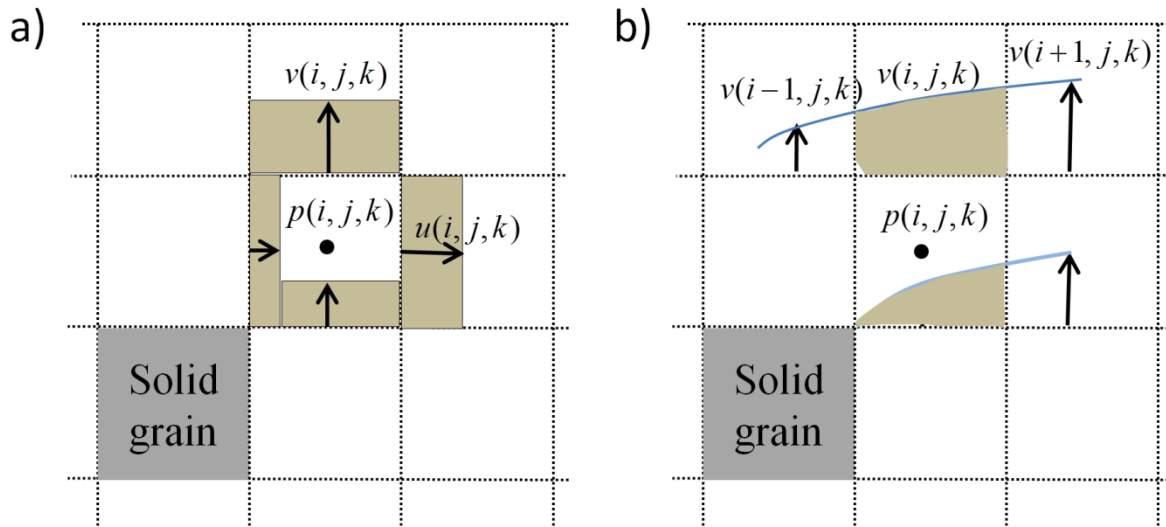 a)
v(i, j, k)
p(i, j, k)
u(i, j, k)
Solid
grain
b)
v(i−1, j, k)
v(i, j, k)
v(i+1, j, k)
p(i, j, k)
Solid
grain